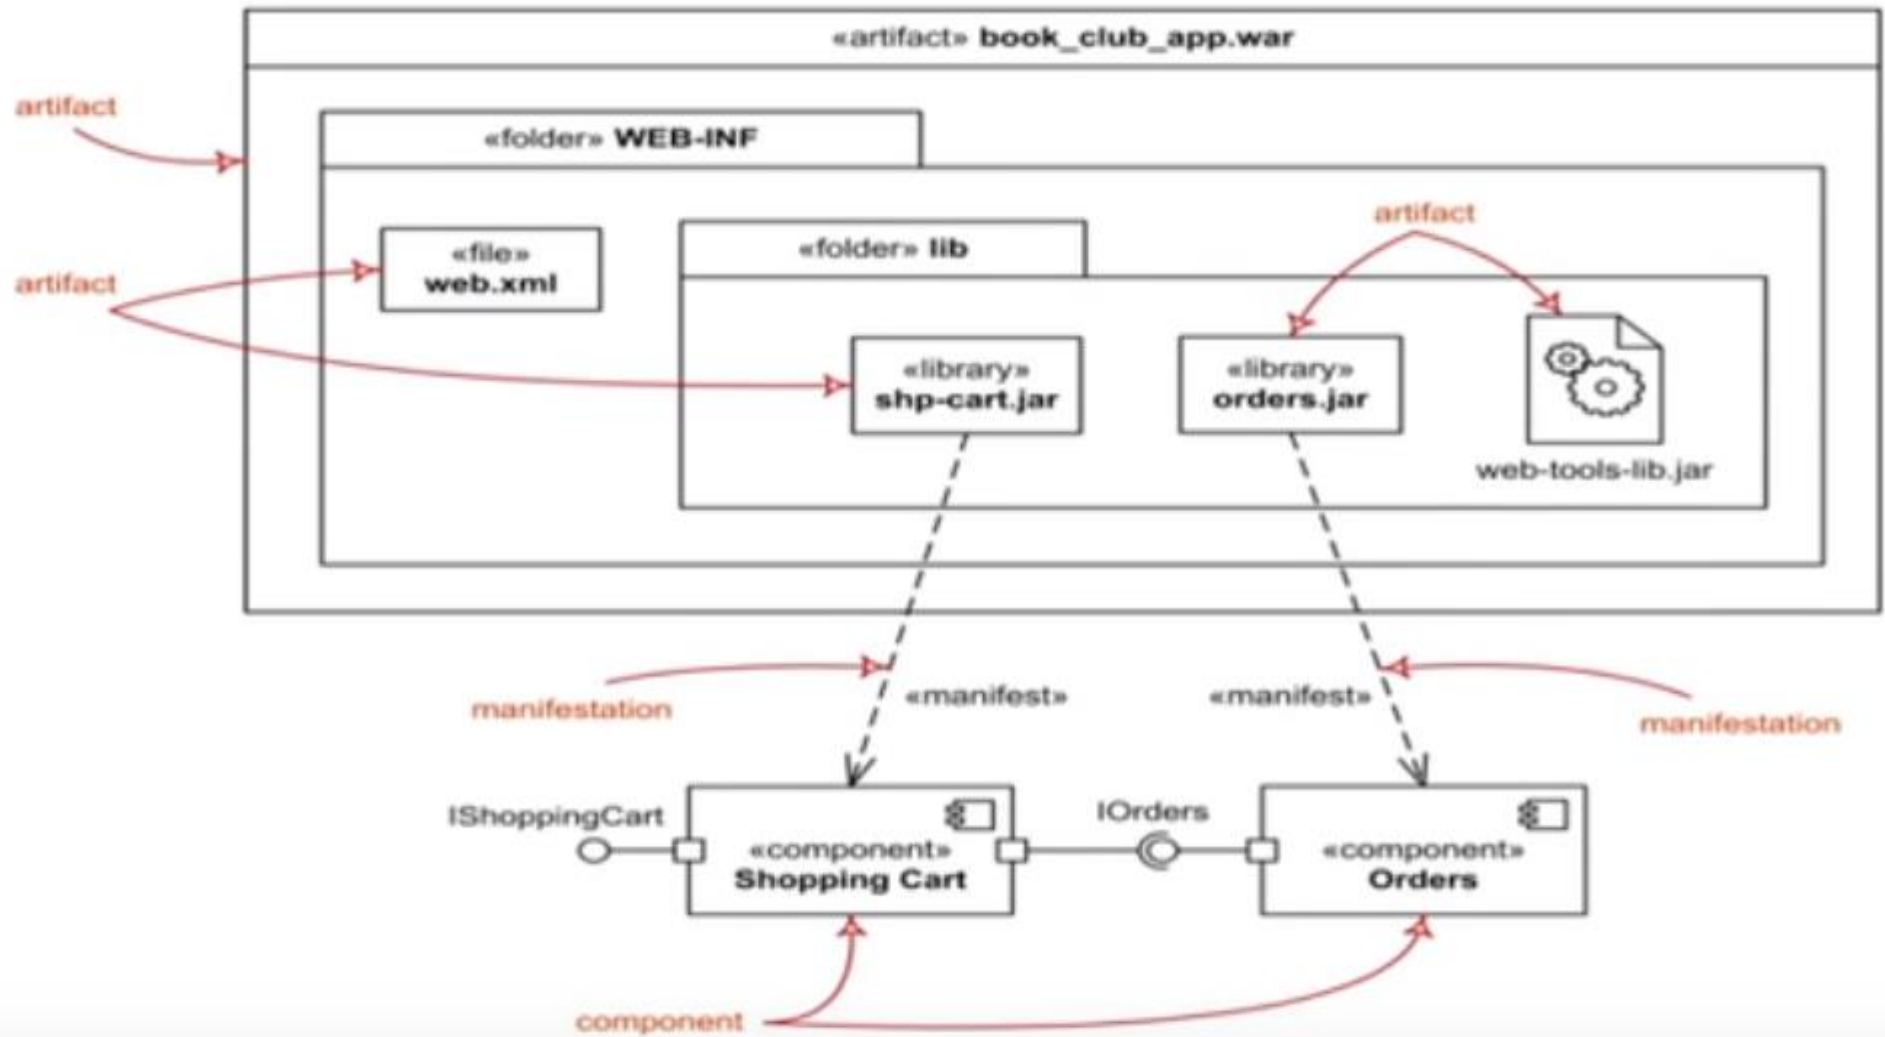 «artifact» book_club_app.war
artifact
«folder» WEB-INF
artifact
«file»
web.xml
«folder» lib
artifact
«library»
shp-cart.jar
«library»
orders.jar
web-tools-lib.jar
manifestation
«manifest»
«manifest»
manifestation
IShoppingCart
«component»
Shopping Cart
IOrders
«component»
Orders
component